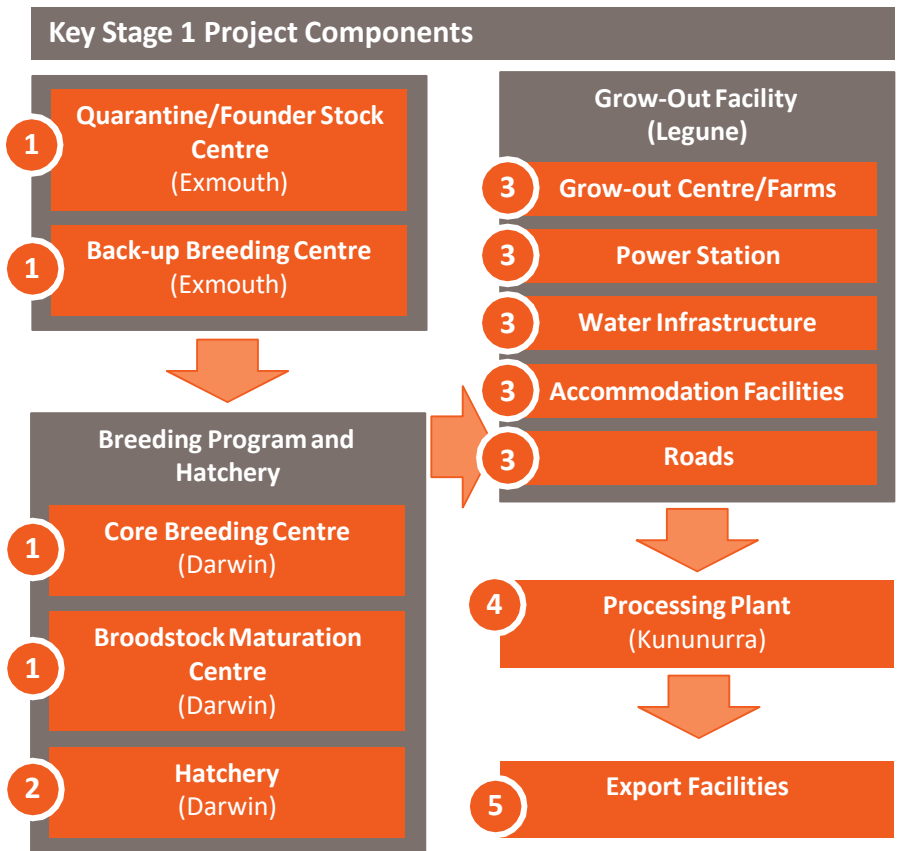 Key Stage 1 Project Components
1
Quarantine/Founder Stock
Centre
(Exmouth)
1
Back-up Breeding Centre
(Exmouth)
Breeding Program and
Hatchery
1
Core Breeding Centre
(Darwin)
1
Broodstock Maturation
Centre
(Darwin)
2
Hatchery
(Darwin)
Grow-Out Facility
(Legune)
3
Grow-out Centre/Farms
3
Power Station
3
Water Infrastructure
3
Accommodation Facilities
3
Roads
4
Processing Plant
(Kununurra)
5
Export Facilities